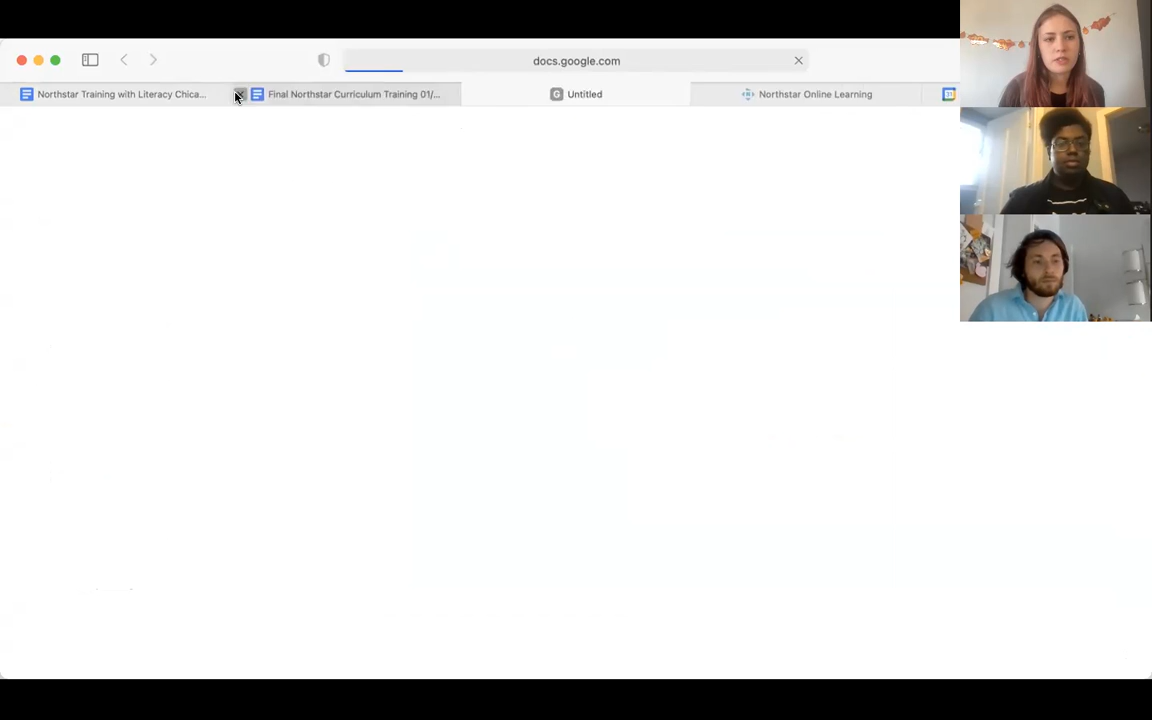 docs.google.com
Northstar Training with Literacy Chica...
Final Northstar Curriculum Training 01/...
Untitled
Northstar Online Learning